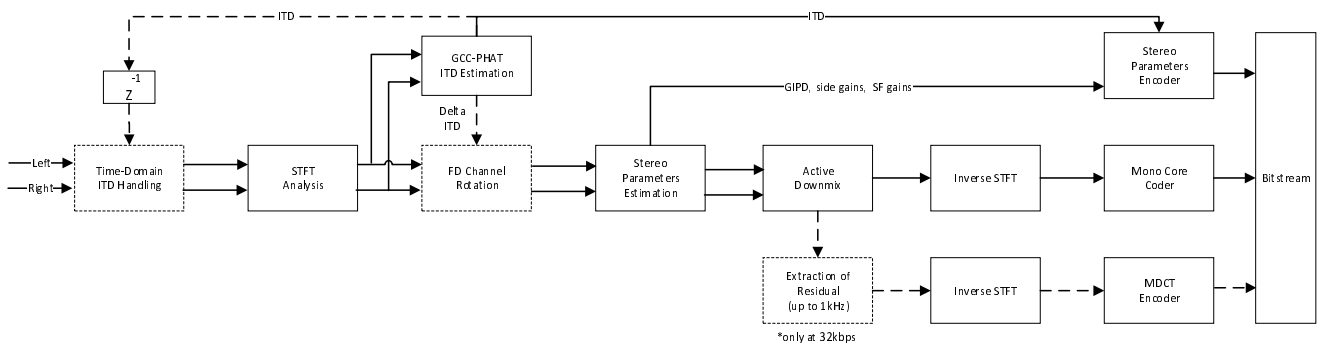 ITD
ITD
GCC-PHAT
ITD Estimation
Stereo
Parameters
Encoder
-1
Z
GIPD, side gains, SF gains
Delta
ITD
Left
Right
Time-Domain
ITD Handling
STFT
Analysis
FD Channel
Rotation
Stereo
Parameters
Estimation
Active
Downmix
Inverse STFT
Mono Core
Coder
Bitstream
Extraction of
Residual
(up to 1kHz)
Inverse STFT
MDCT
Encoder
*only at 32kbps